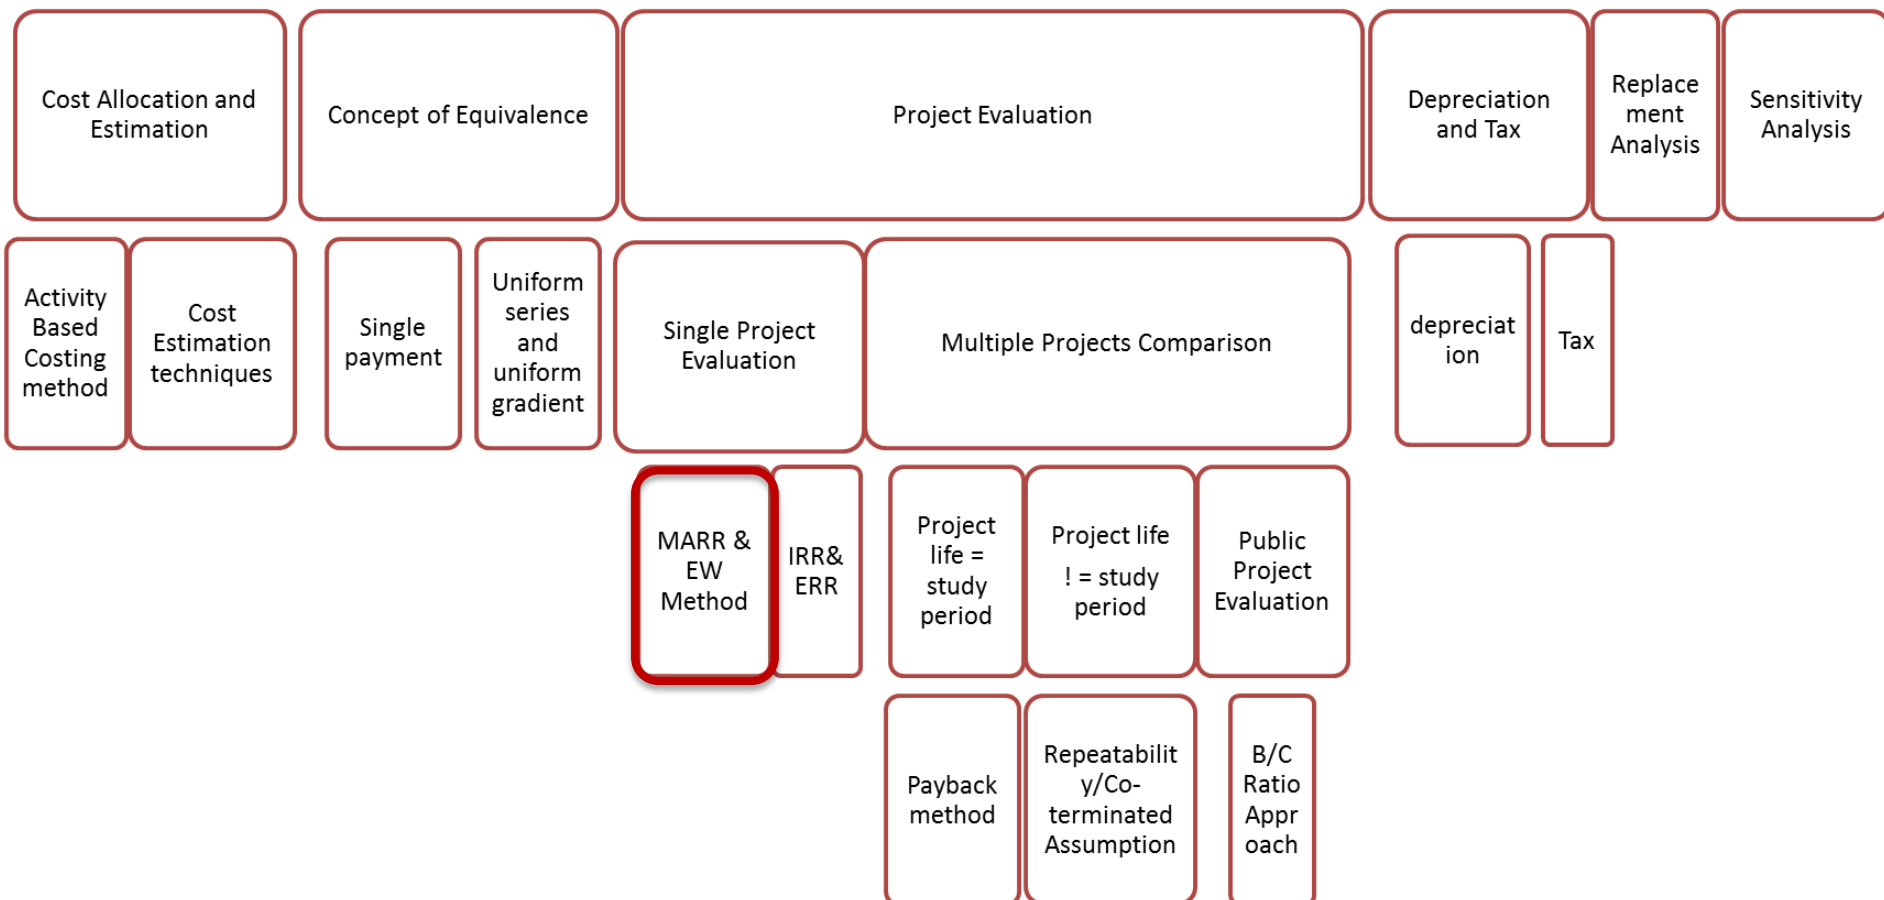 Cost Allocation and
Estimation
Concept of Equivalence
Project Evaluation
Depreciation
and Tax
Replace
ment
Analysis
Sensitivity
Analysis
Activity
Based
Costing
method
Cost
Estimation
techniques
Single
payment
Uniform
series
and
uniform
gradient
Single Project
Evaluation
Multiple Projects Comparison
depreciat
ion
Tax
MARR &
EW
Method
IRR&
ERR
Project
life =
study
period
Project life
! = study
period
Public
Project
Evaluation
Payback
method
Repeatabilit
y/Co-
terminated
Assumption
B/C
Ratio
Appr
oach